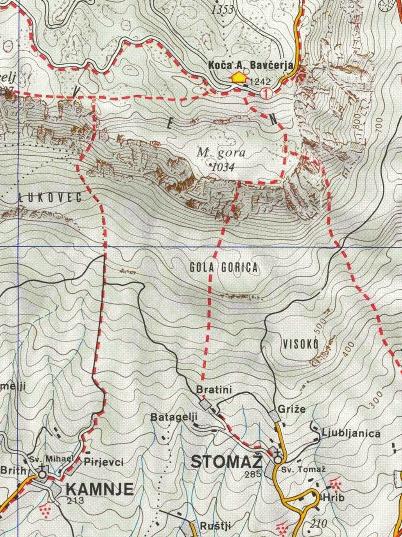 1353
Koča A. Bavčerja
1242
V
E
N
M. gora
1034
700
LUKOVEC
GOLA GORICA
500
VISOKO
400
300
Bratini
Batagelji
Griže
Ljubljanica
STOMAŽ
285
Sv. Tomaž
Sv. Mihael
Pirjevci
Brith
KAMNJE
213
Hrib
210
Ruštji